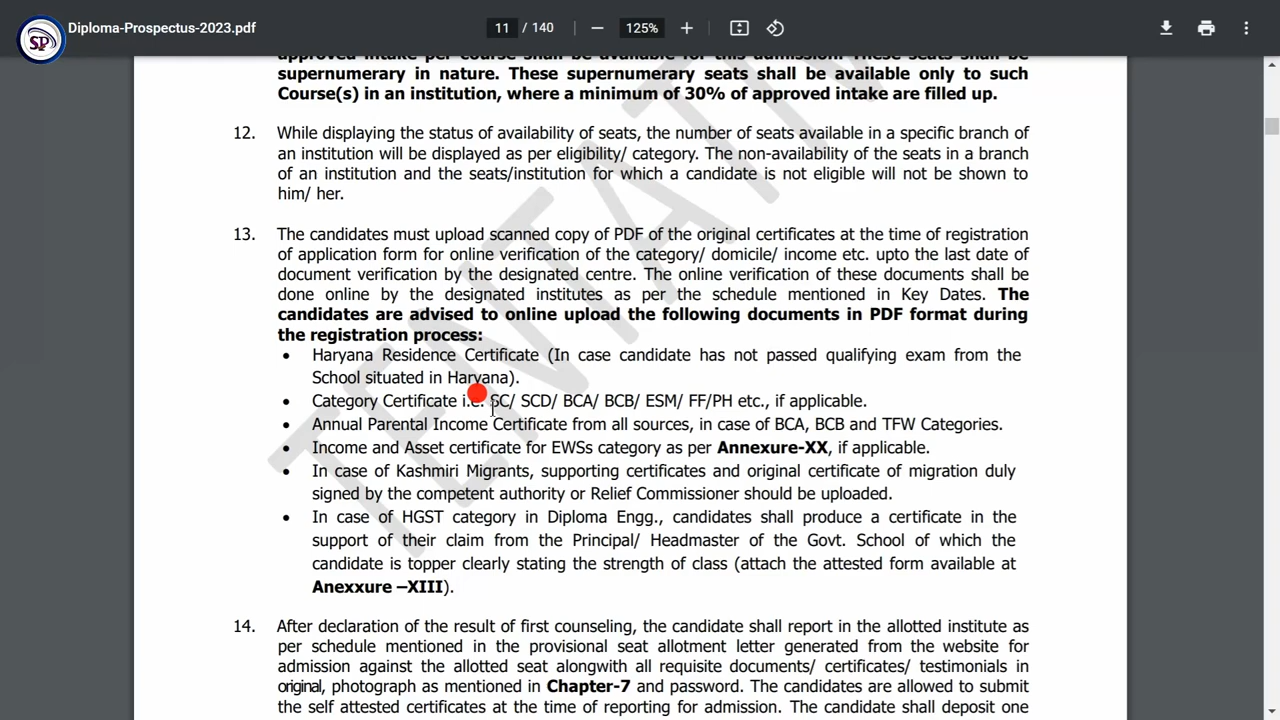 SP
Diploma-Prospectus-2023.pdf
11 / 140
125%
approved intake per course shall be available for this admission. These seats shall be
supernumerary in nature. These supernumerary seats shall be available only to such
Course(s) in an institution, where a minimum of 30% of approved intake are filled up.
12. While displaying the status of availability of seats, the number of seats available in a specific branch of
an institution will be displayed as per eligibility/ category. The non-availability of the seats in a branch
of an institution and the seats/institution for which a candidate is not eligible will not be shown to
him/ her.
13. The candidates must upload scanned copy of PDF of the original certificates at the time of registration
of application form for online verification of the category/ domicile/ income etc. upto the last date of
document verification by the designated centre. The online verification of these documents shall be
done online by the designated institutes as per the schedule mentioned in Key Dates. The
candidates are advised to online upload the following documents in PDF format during
the registration process:
• Haryana Residence Certificate (In case candidate has not passed qualifying exam from the
School situated in Haryana).
• Category Certificate i.e. SC/ SCD/ BCA/ BCB/ ESM/ FF/PH etc., if applicable.
• Annual Parental Income Certificate from all sources, in case of BCA, BCB and TFW Categories.
• Income and Asset certificate for EWSs category as per Annexure-XX, if applicable.
• In case of Kashmiri Migrants, supporting certificates and original certificate of migration duly
signed by the competent authority or Relief Commissioner should be uploaded.
• In case of HGST category in Diploma Engg., candidates shall produce a certificate in the
support of their claim from the Principal/ Headmaster of the Govt. School of which the
candidate is topper clearly stating the strength of class (attach the attested form available at
Anexxure –XIII).
14. After declaration of the result of first counseling, the candidate shall report in the allotted institute as
per schedule mentioned in the provisional seat allotment letter generated from the website for
admission against the allotted seat alongwith all requisite documents/ certificates/ testimonials in
original, photograph as mentioned in Chapter-7 and password. The candidates are allowed to submit
the self attested certificates at the time of reporting for admission. The candidate shall deposit one
TENTATIV